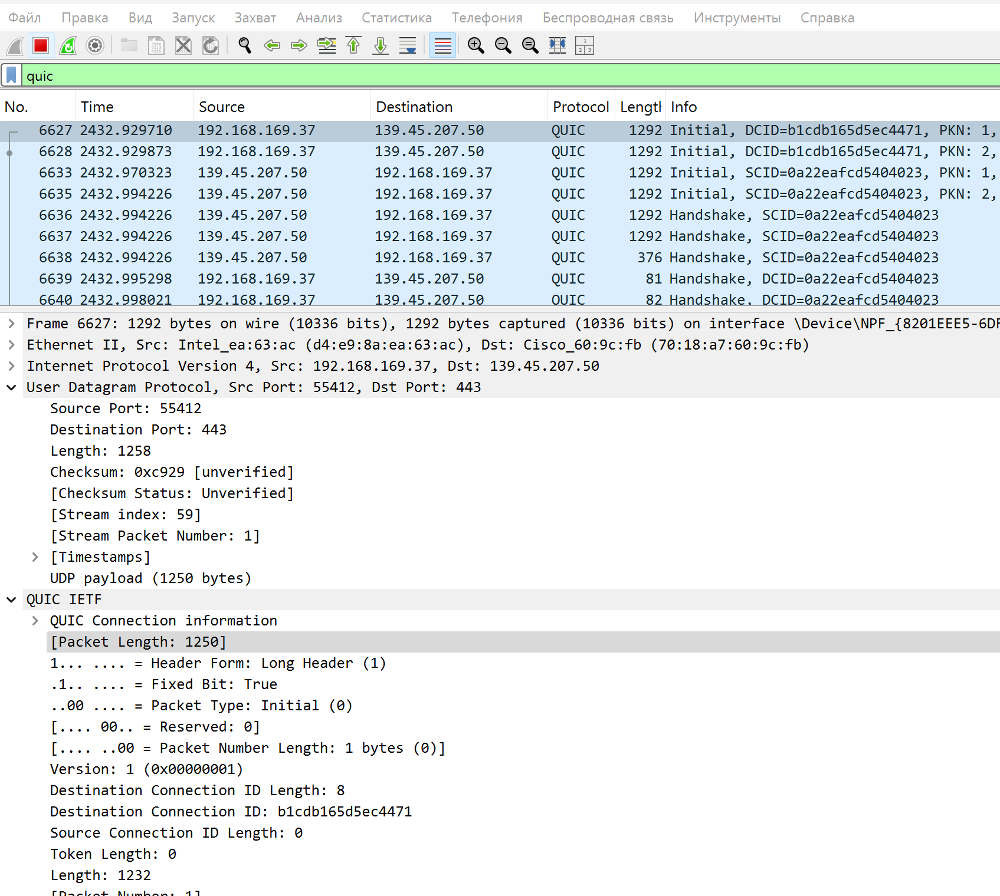 Файл Правка Вид Запуск Захват Анализ Статистика Телефония Беспроводная связь Инструменты Справка
quic
No. Time Source Destination Protocol Length Info
6627 2432.929710 192.168.169.37 139.45.207.50 QUIC 1292 Initial, DCID=b1cdb165d5ec4471, PKN: 1,
6628 2432.929873 192.168.169.37 139.45.207.50 QUIC 1292 Initial, DCID=b1cdb165d5ec4471, PKN: 2,
6633 2432.970323 139.45.207.50 192.168.169.37 QUIC 1292 Initial, SCID=0a22eafcd5404023, PKN: 1,
6635 2432.994226 139.45.207.50 192.168.169.37 QUIC 1292 Initial, SCID=0a22eafcd5404023, PKN: 2,
6636 2432.994226 139.45.207.50 192.168.169.37 QUIC 1292 Handshake, SCID=0a22eafcd5404023
6637 2432.994226 139.45.207.50 192.168.169.37 QUIC 1292 Handshake, SCID=0a22eafcd5404023
6638 2432.994226 139.45.207.50 192.168.169.37 QUIC 376 Handshake, SCID=0a22eafcd5404023
6639 2432.995298 192.168.169.37 139.45.207.50 QUIC 81 Handshake, DCID=0a22eafcd5404023
6640 2432.998021 192.168.169.37 139.45.207.50 QUIC 82 Handshake, DCID=0a22eafcd5404023
Frame 6627: 1292 bytes on wire (10336 bits), 1292 bytes captured (10336 bits) on interface \Device\NPF_{8201EEE5-6DF
Ethernet II, Src: Intel_ea:63:ac (d4:e9:8a:ea:63:ac), Dst: Cisco_60:9c:fb (70:18:a7:60:9c:fb)
Internet Protocol Version 4, Src: 192.168.169.37, Dst: 139.45.207.50
User Datagram Protocol, Src Port: 55412, Dst Port: 443
Source Port: 55412
Destination Port: 443
Length: 1258
Checksum: 0xc929 [unverified]
[Checksum Status: Unverified]
[Stream index: 59]
[Stream Packet Number: 1]
[Timestamps]
UDP payload (1250 bytes)
QUIC IETF
QUIC Connection information
[Packet Length: 1250]
1... .... = Header Form: Long Header (1)
.1.. .... = Fixed Bit: True
..00 .... = Packet Type: Initial (0)
[.... 00.. = Reserved: 0]
[.... ..00 = Packet Number Length: 1 bytes (0)]
Version: 1 (0x00000001)
Destination Connection ID Length: 8
Destination Connection ID: b1cdb165d5ec4471
Source Connection ID Length: 0
Token Length: 0
Length: 1232
[Packet Number: 1]